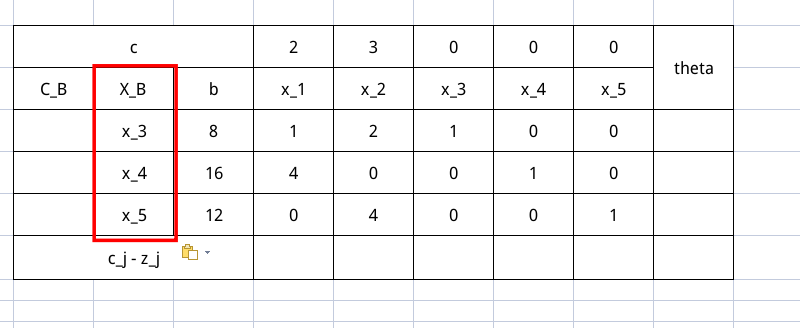 c 2 3 0 0 0 theta
C_B X_B b x_1 x_2 x_3 x_4 x_5
x_3 8 1 2 1 0 0
x_4 16 4 0 0 1 0
x_5 12 0 4 0 0 1
c_j - z_j